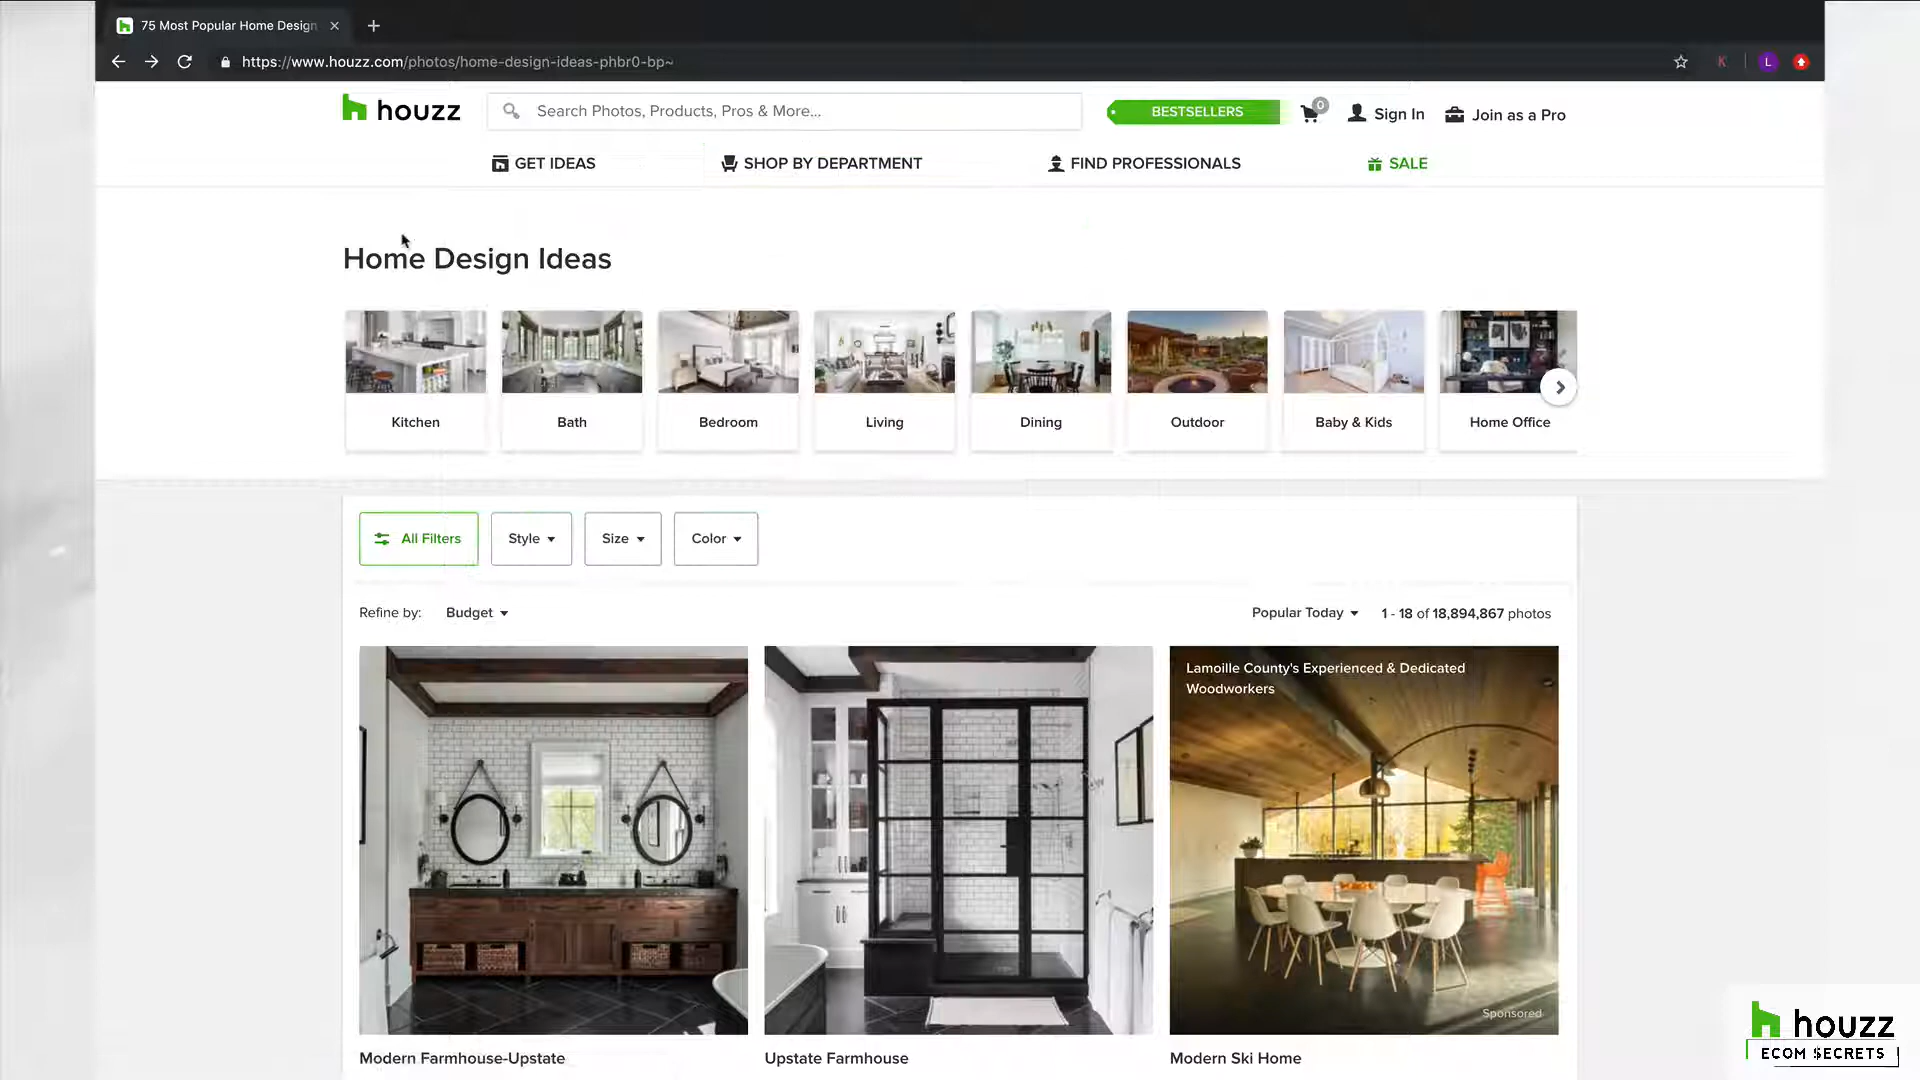 75 Most Popular Home Design
https://www.houzz.com/photos/home-design-ideas-phbr0-bp~
K
L
houzz
Search Photos, Products, Pros & More...
BESTSELLERS
0
Sign In
Join as a Pro
GET IDEAS
SHOP BY DEPARTMENT
FIND PROFESSIONALS
SALE
Home Design Ideas
Kitchen
Bath
Bedroom
Living
Dining
Outdoor
Baby & Kids
Home Office
All Filters
Style
Size
Color
Refine by:
Budget
Popular Today
1 - 18 of 18,894,867 photos
Lamoille County's Experienced & Dedicated
Woodworkers
Sponsored
Modern Farmhouse-Upstate
Upstate Farmhouse
Modern Ski Home
houzz
ECOM $ECRETS